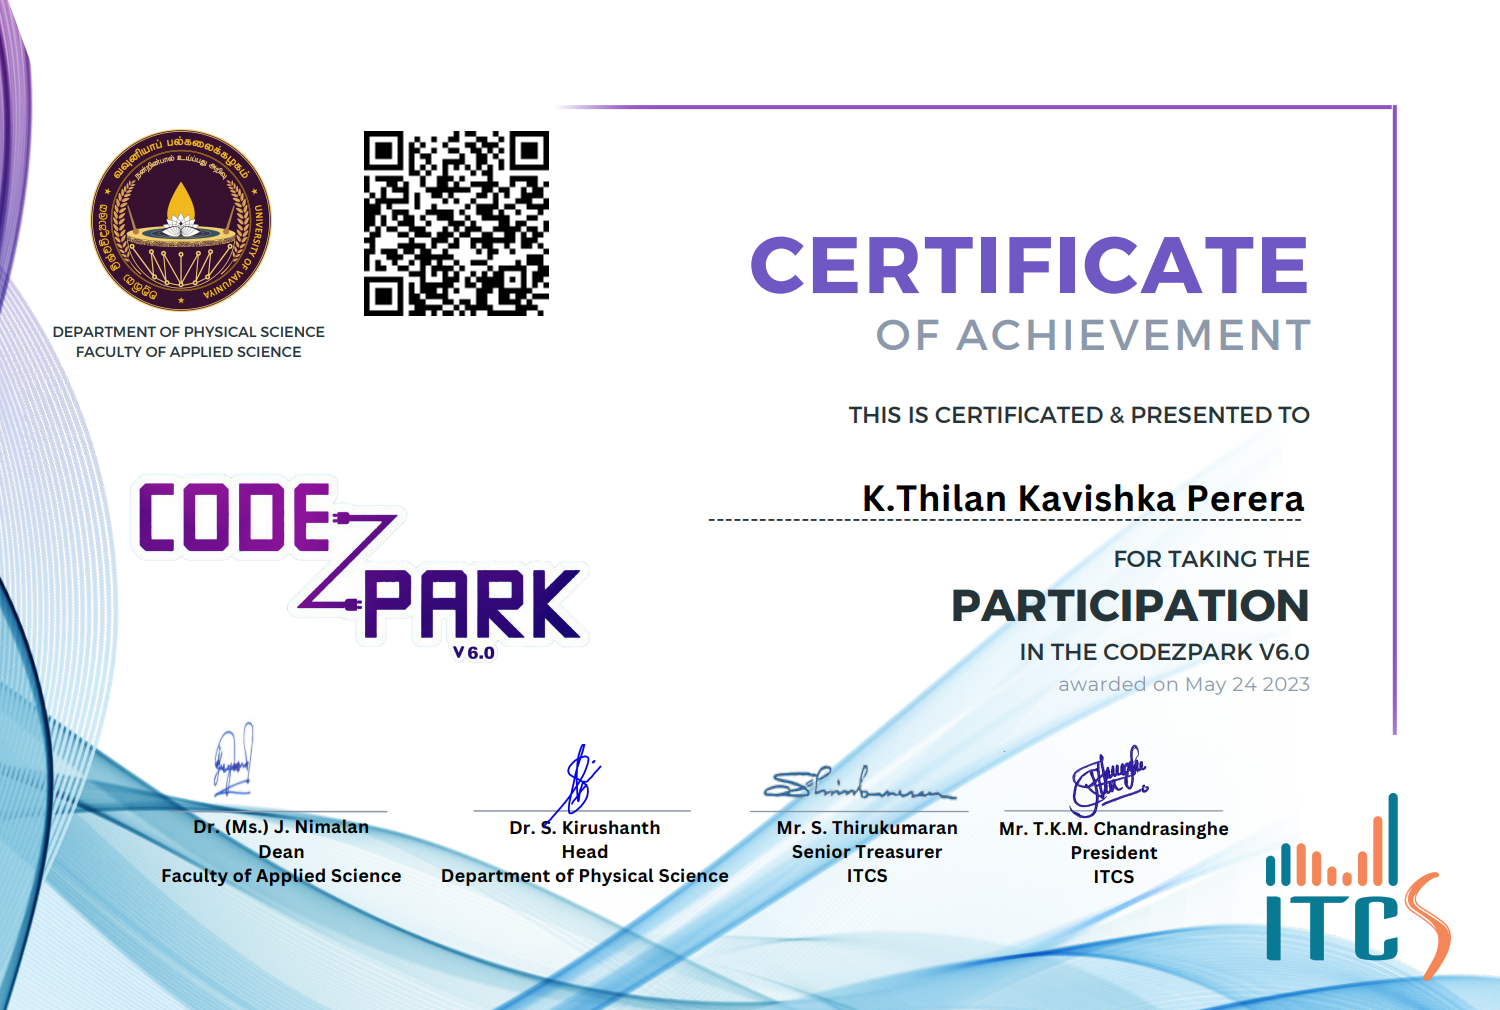 வவுனியாப் பல்கலைக்கழகம்
UNIVERSITY OF VAVUNIYA
DEPARTMENT OF PHYSICAL SCIENCE
FACULTY OF APPLIED SCIENCE
CERTIFICATE
OF ACHIEVEMENT
THIS IS CERTIFICATED & PRESENTED TO
K.Thilan Kavishka Perera
FOR TAKING THE
PARTICIPATION
IN THE CODEZPARK V6.0
awarded on May 24 2023
CODE
Z
PARK
V 6.0
Dr. (Ms.) J. Nimalan
Dean
Faculty of Applied Science
Dr. S. Kirushanth
Head
Department of Physical Science
Mr. S. Thirukumaran
Senior Treasurer
ITCS
Mr. T.K.M. Chandrasinghe
President
ITCS
ITCS